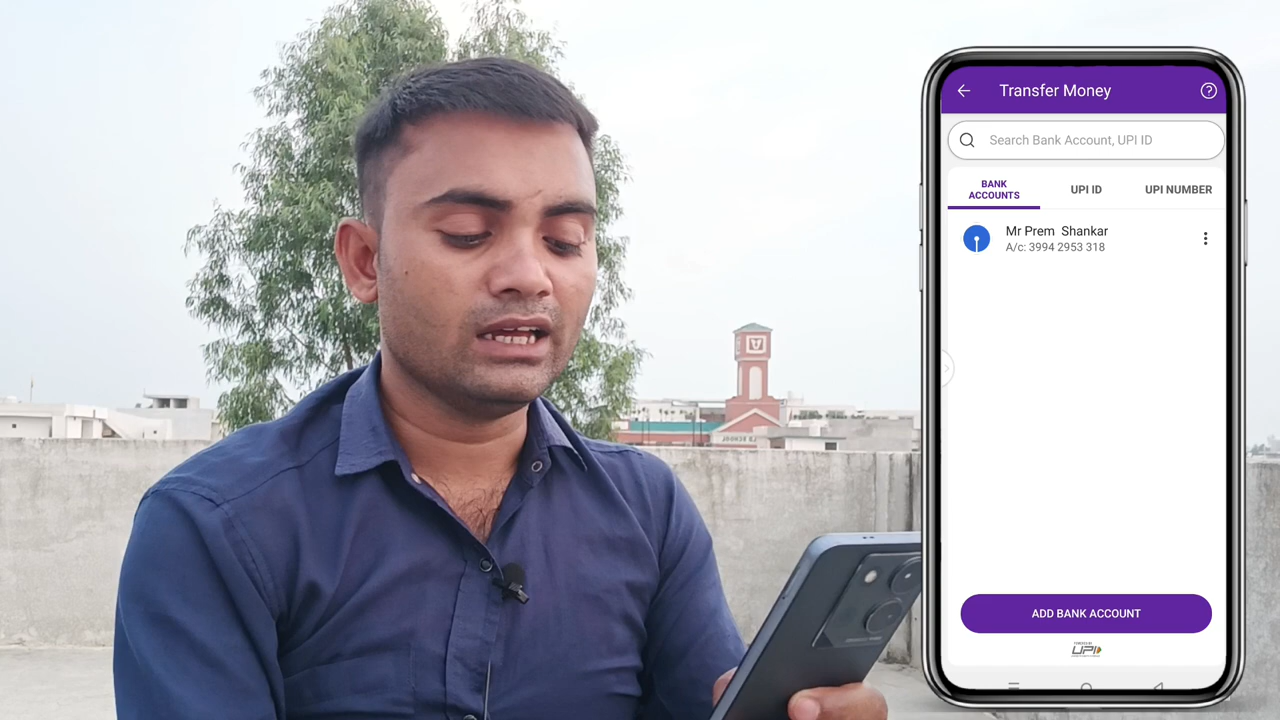 Transfer Money
Search Bank Account, UPI ID
BANK
ACCOUNTS
UPI ID
UPI NUMBER
Mr Prem Shankar
A/c: 3994 2953 318
ADD BANK ACCOUNT
UPI
SCHOOL